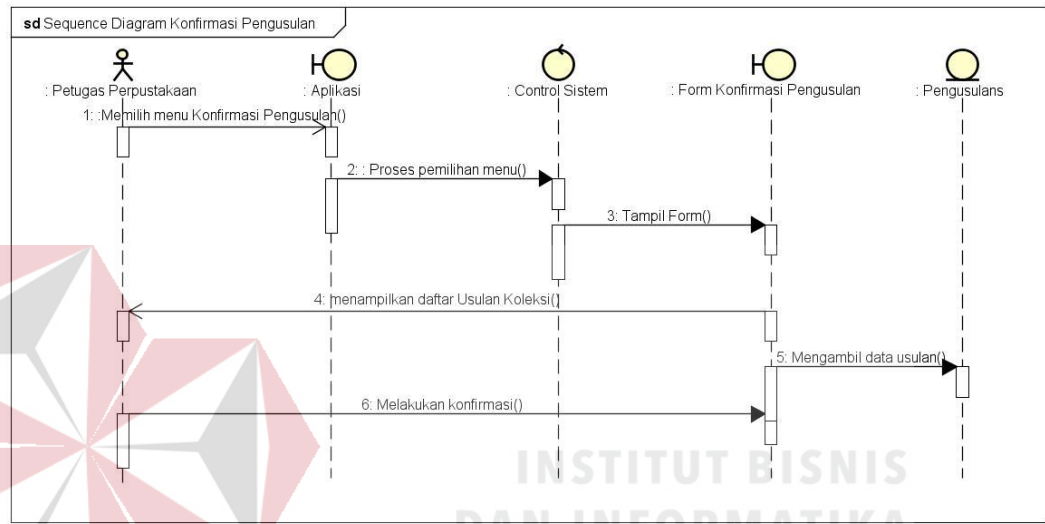 sd Sequence Diagram Konfirmasi Pengusulan
: Petugas Perpustakaan
: Aplikasi
: Control Sistem
: Form Konfirmasi Pengusulan
: Pengusulans
1: :Memilih menu Konfirmasi Pengusulan()
2: : Proses pemilihan menu()
3: Tampil Form()
4: menampilkan daftar Usulan Koleksi()
5: Mengambil data usulan()
6: Melakukan konfirmasi()
INSTITUT BISNIS
DAN INFORMATIKA